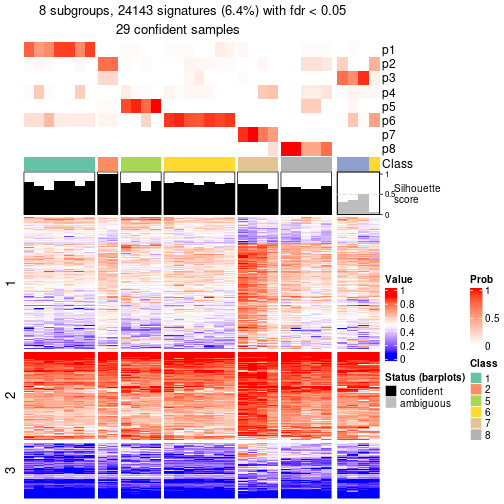 8 subgroups, 24143 signatures (6.4%) with fdr < 0.05
29 confident samples
p1
p2
p3
p4
p5
p6
p7
p8
Class
1
0.5
0
Silhouette
score
1
2
3
Value
1
0.8
0.6
0.4
0.2
0
Status (barplots)
confident
ambiguous
Prob
1
0.5
0
Class
1
2
5
6
7
8